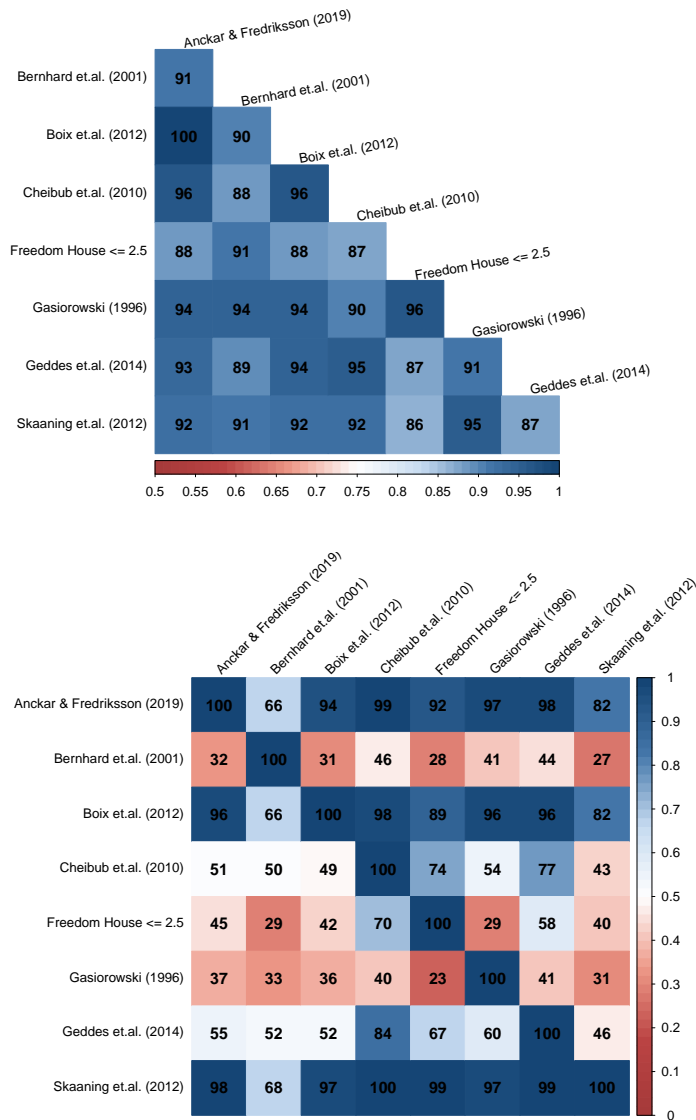 Anckar & Fredriksson (2019)
Bernhard et.al. (2001) 91
Bernhard et.al. (2001)
Boix et.al. (2012) 100 90
Boix et.al. (2012)
Cheibub et.al. (2010) 96 88 96
Cheibub et.al. (2010)
Freedom House <= 2.5 88 91 88 87
Freedom House <= 2.5
Gasiorowski (1996) 94 94 94 90 96
Gasiorowski (1996)
Geddes et.al. (2014) 93 89 94 95 87 91
Geddes et.al. (2014)
Skaaning et.al. (2012) 92 91 92 92 86 95 87
0.5 0.55 0.6 0.65 0.7 0.75 0.8 0.85 0.9 0.95 1
Anckar & Fredriksson (2019)
Bernhard et.al. (2001)
Boix et.al. (2012)
Cheibub et.al. (2010)
Freedom House <= 2.5
Gasiorowski (1996)
Geddes et.al. (2014)
Skaaning et.al. (2012)
Anckar & Fredriksson (2019) 100 66 94 99 92 97 98 82
Bernhard et.al. (2001) 32 100 31 46 28 41 44 27
Boix et.al. (2012) 96 66 100 98 89 96 96 82
Cheibub et.al. (2010) 51 50 49 100 74 54 77 43
Freedom House <= 2.5 45 29 42 70 100 29 58 40
Gasiorowski (1996) 37 33 36 40 23 100 41 31
Geddes et.al. (2014) 55 52 52 84 67 60 100 46
Skaaning et.al. (2012) 98 68 97 100 99 97 99 100
1
0.9
0.8
0.7
0.6
0.5
0.4
0.3
0.2
0.1
0